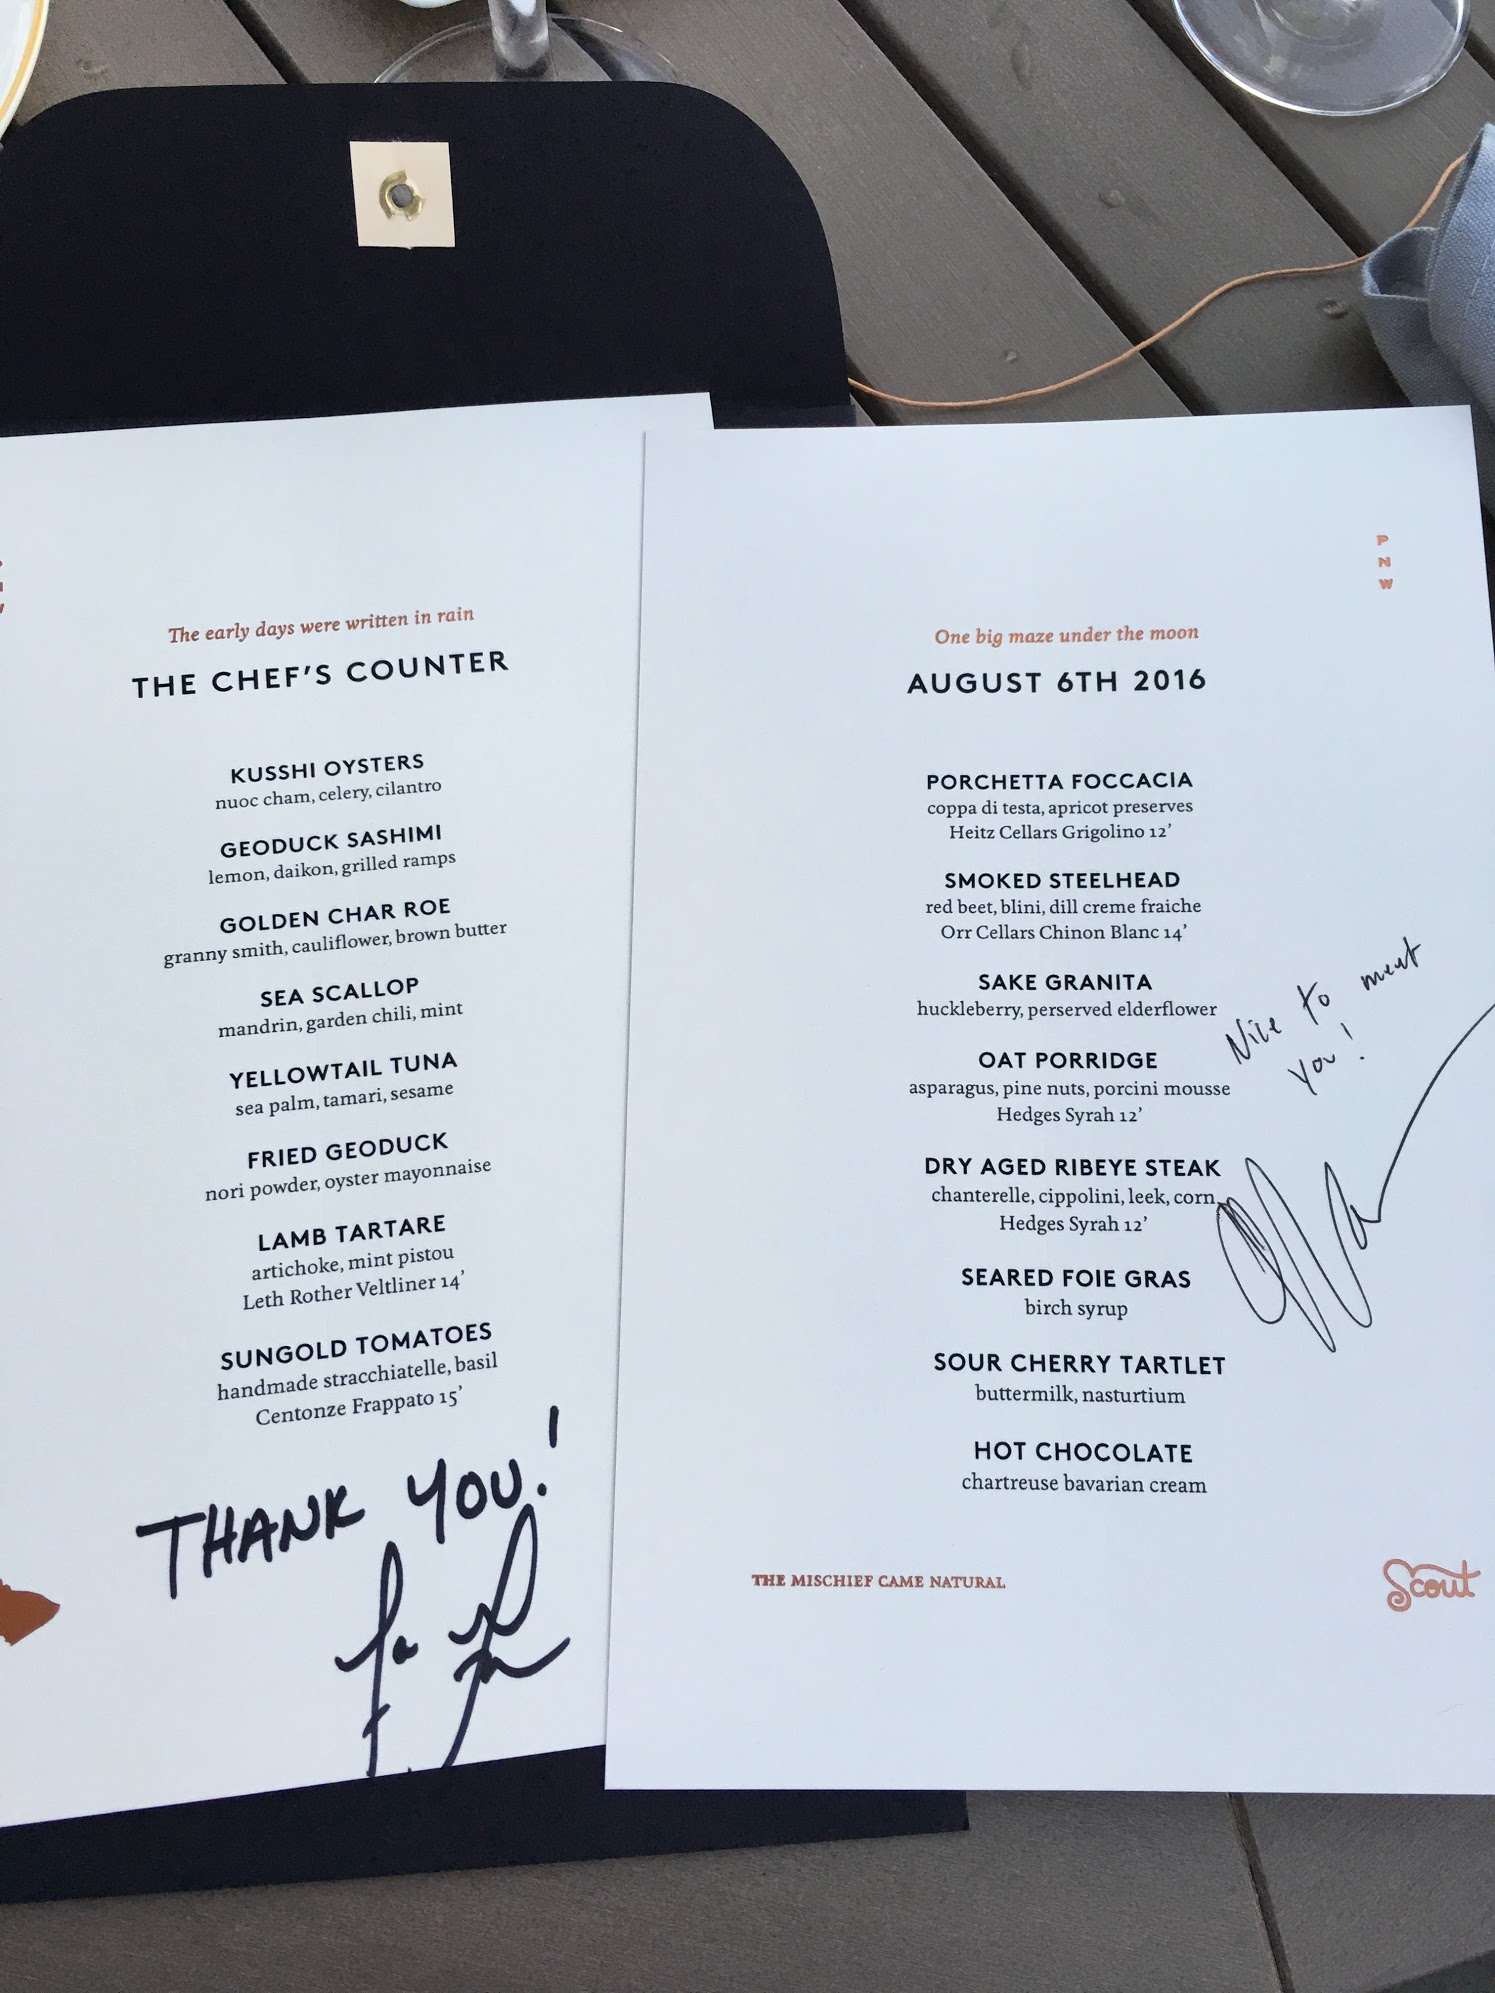 The early days were written in rain
THE CHEF'S COUNTER
KUSSHI OYSTERS
nuoc cham, celery, cilantro
GEODUCK SASHIMI
lemon, daikon, grilled ramps
GOLDEN CHAR ROE
granny smith, cauliflower, brown butter
SEA SCALLOP
mandrin, garden chili, mint
YELLOWTAIL TUNA
sea palm, tamari, sesame
FRIED GEODUCK
nori powder, oyster mayonnaise
LAMB TARTARE
artichoke, mint pistou
Leth Rother Veltliner 14'
SUNGOLD TOMATOES
handmade stracchiatelle, basil
Centonze Frappato 15'
THANK YOU!
P
N
W
One big maze under the moon
AUGUST 6TH 2016
PORCHETTA FOCCACIA
coppa di testa, apricot preserves
Heitz Cellars Grigolino 12'
SMOKED STEELHEAD
red beet, blini, dill creme fraiche
Orr Cellars Chinon Blanc 14'
SAKE GRANITA
huckleberry, perserved elderflower
OAT PORRIDGE
asparagus, pine nuts, porcini mousse
Hedges Syrah 12'
DRY AGED RIBEYE STEAK
chanterelle, cippolini, leek, corn
Hedges Syrah 12'
SEARED FOIE GRAS
birch syrup
SOUR CHERRY TARTLET
buttermilk, nasturtium
HOT CHOCOLATE
chartreuse bavarian cream
Nice to meet
you!
THE MISCHIEF CAME NATURAL
Scout